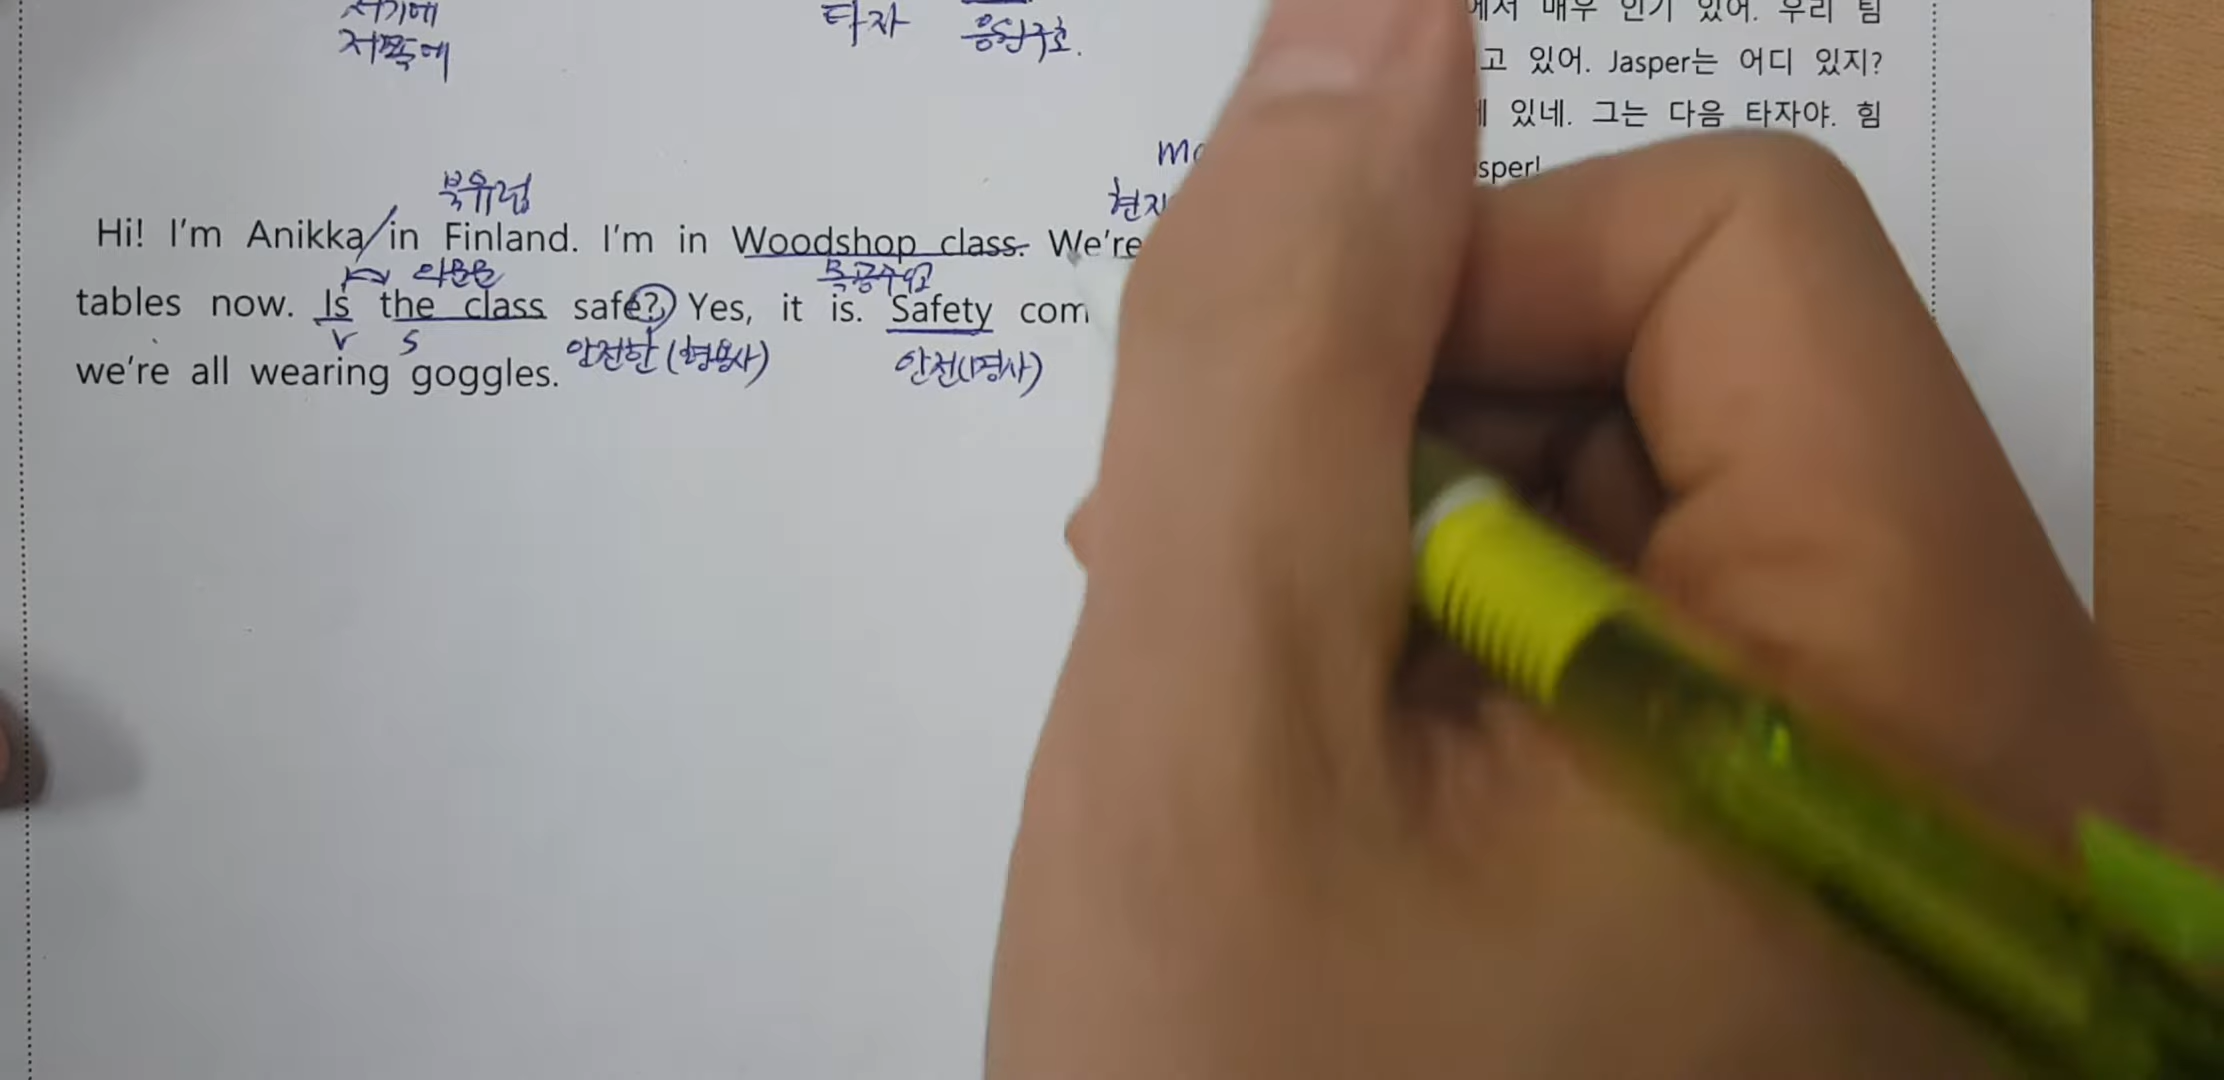 저기에
저쪽에
타자 응원구호.
에서 매우 인기 있어. 우리 팀
고 있어. Jasper는 어디 있지?
에 있네. 그는 다음 타자야. 힘
sper!
북유럽
현지
Hi! I'm Anikka/in Finland. I'm in Woodshop class. We're
의문문 목공수업
tables now. Is the class safe? Yes, it is. Safety com
v s 안전한(형용사) 안전(명사)
we're all wearing goggles.